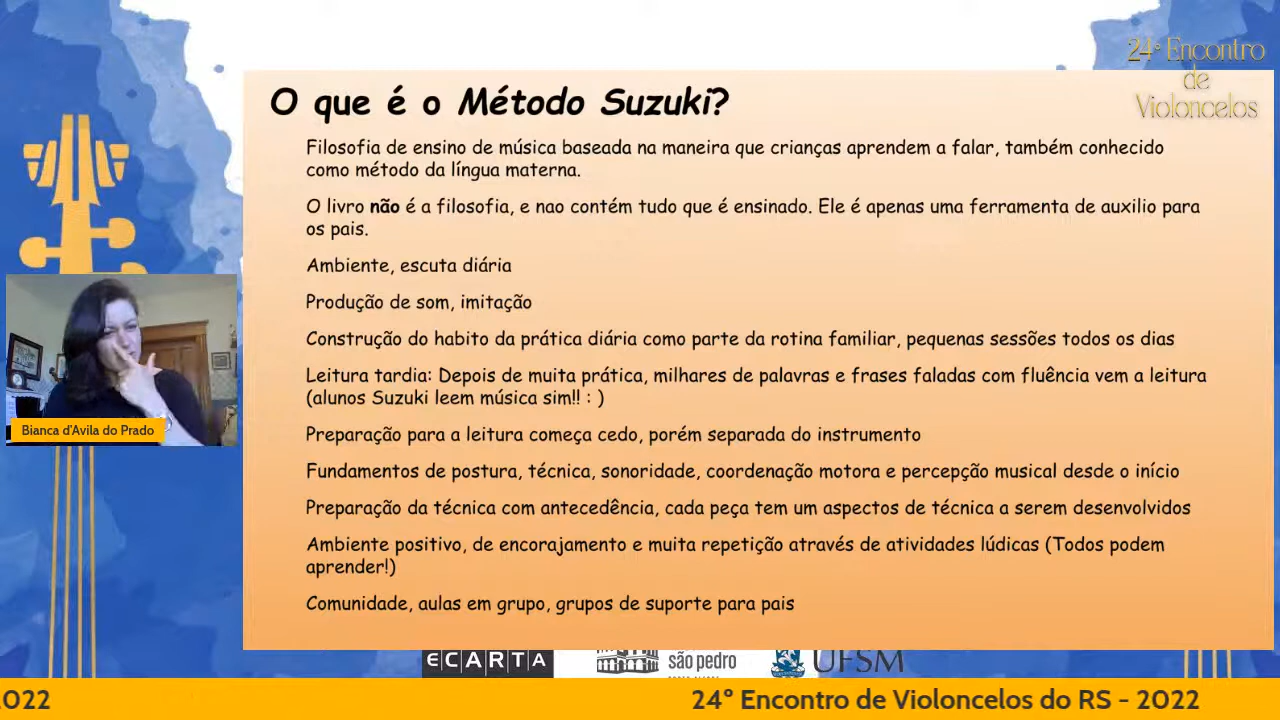 24º Encontro
de
Violoncelos
O que é o Método Suzuki?
Filosofia de ensino de música baseada na maneira que crianças aprendem a falar, também conhecido
como método da língua materna.
O livro não é a filosofia, e nao contém tudo que é ensinado. Ele é apenas uma ferramenta de auxilio para
os pais.
Ambiente, escuta diária
Produção de som, imitação
Construção do habito da prática diária como parte da rotina familiar, pequenas sessões todos os dias
Leitura tardia: Depois de muita prática, milhares de palavras e frases faladas com fluência vem a leitura
(alunos Suzuki leem música sim!! : )
Preparação para a leitura começa cedo, porém separada do instrumento
Fundamentos de postura, técnica, sonoridade, coordenação motora e percepção musical desde o início
Preparação da técnica com antecedência, cada peça tem um aspectos de técnica a serem desenvolvidos
Ambiente positivo, de encorajamento e muita repetição através de atividades lúdicas (Todos podem
aprender!)
Comunidade, aulas em grupo, grupos de suporte para pais
Bianca d'Avila do Prado
ECARTA
são pedro
UFSM
2022
24º Encontro de Violoncelos do RS - 2022